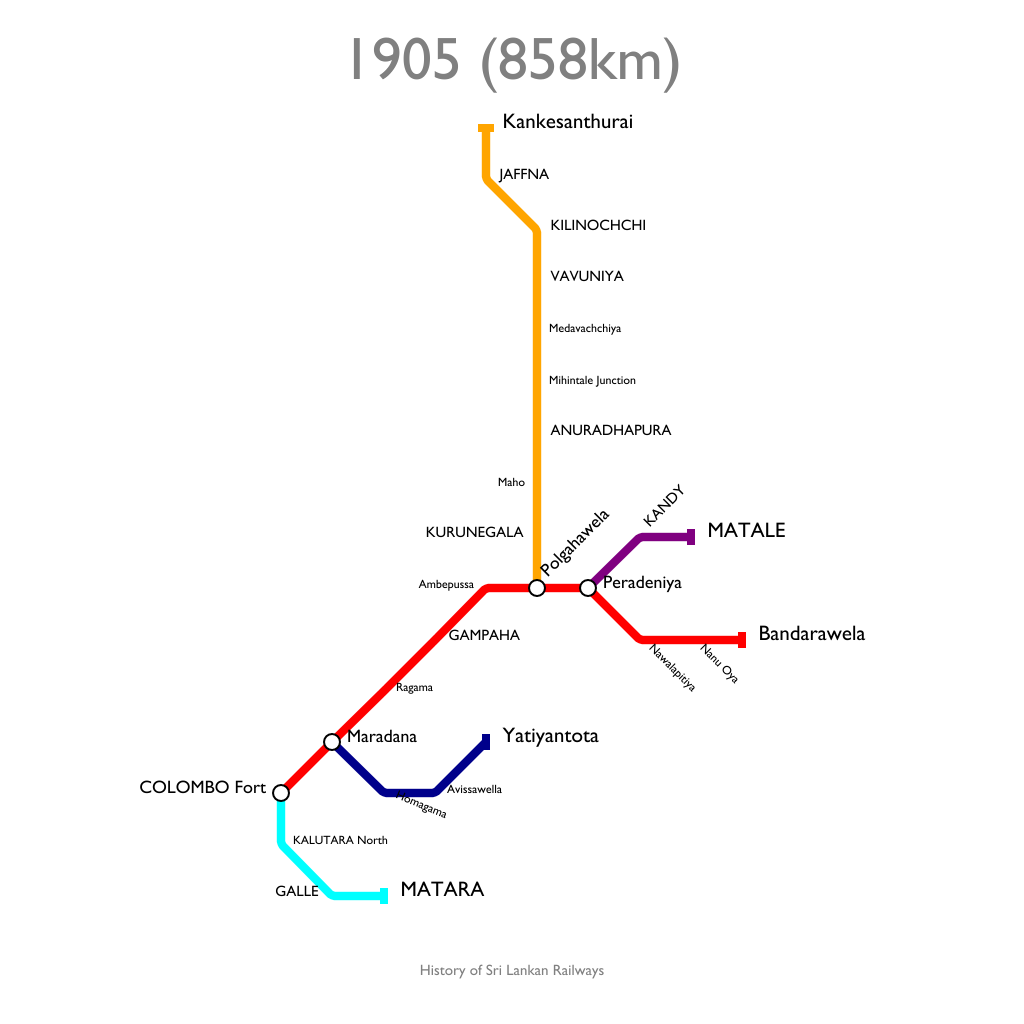 1905 (858km)
Kankesanthurai
JAFFNA
KILINOCHCHI
VAVUNIYA
Medavachchiya
Mihintale Junction
ANURADHAPURA
Maho
KURUNEGALA
Polgahawela
KANDY
MATALE
Ambepussa
Peradeniya
GAMPAHA
Bandarawela
Nawalapitiya
Nanu Oya
Ragama
Maradana
Yatiyantota
COLOMBO Fort
Homagama
Avissawella
KALUTARA North
GALLE
MATARA
History of Sri Lankan Railways